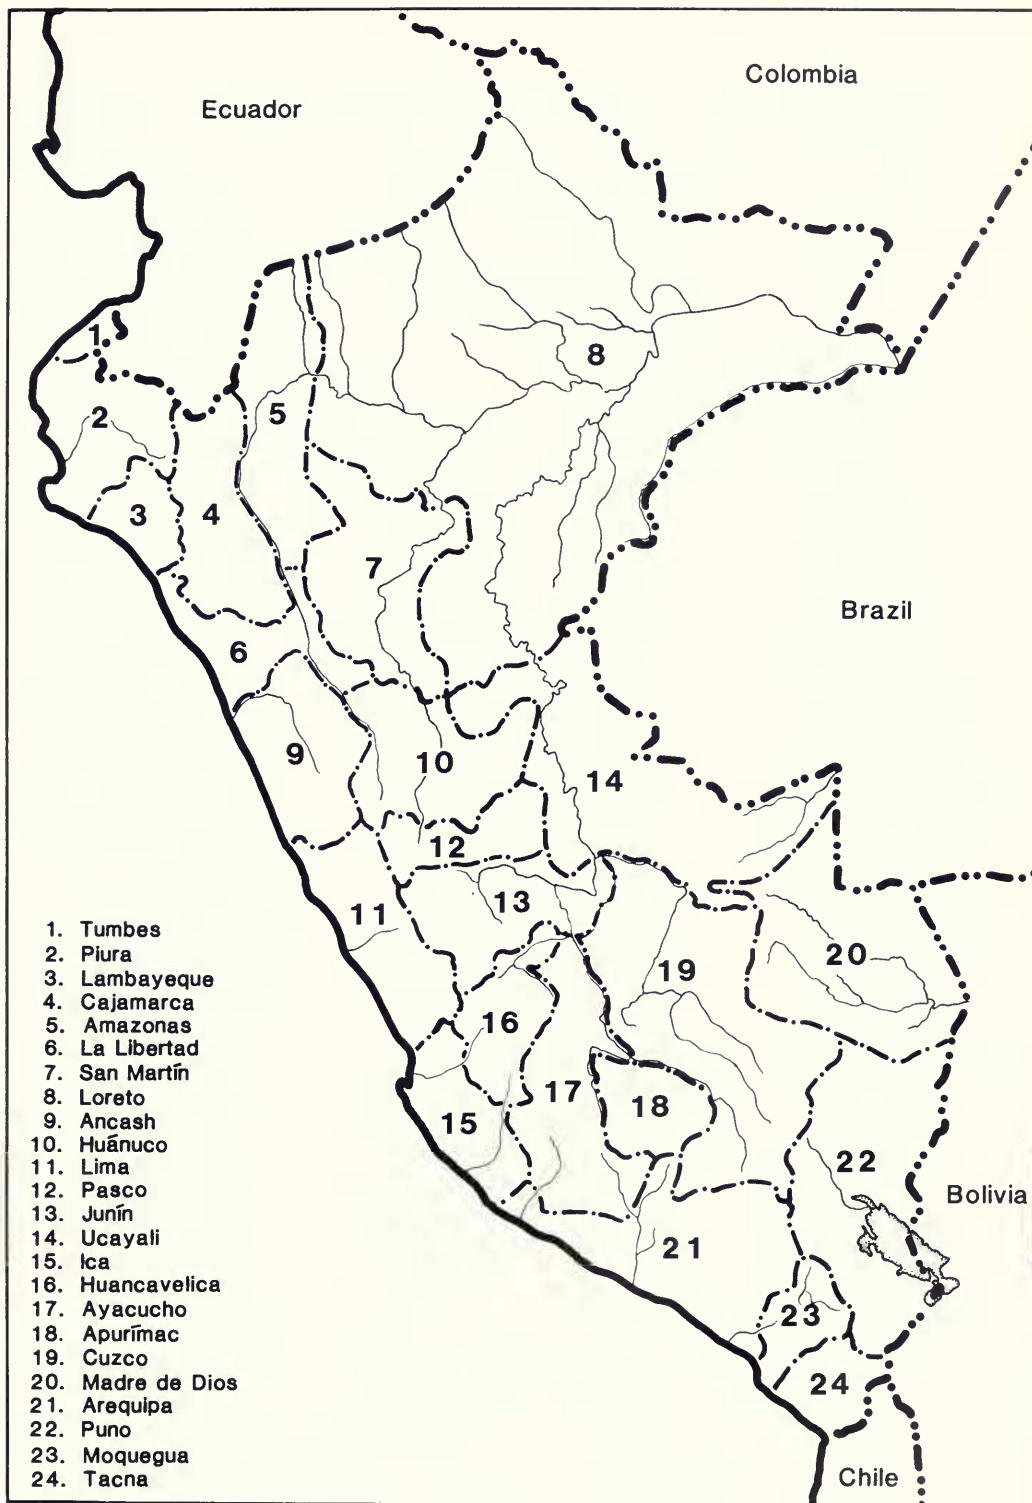 Colombia
Ecuador
1
8
2
5
3
4
7
Brazil
6
9
10
14
12
13
11
20
19
16
17
18
15
22
Bolivia
21
23
24
Chile
1. Tumbes
2. Piura
3. Lambayeque
4. Cajamarca
5. Amazonas
6. La Libertad
7. San Martín
8. Loreto
9. Ancash
10. Huánuco
11. Lima
12. Pasco
13. Junín
14. Ucayali
15. Ica
16. Huancavelica
17. Ayacucho
18. Apurímac
19. Cuzco
20. Madre de Dios
21. Arequipa
22. Puno
23. Moquegua
24. Tacna